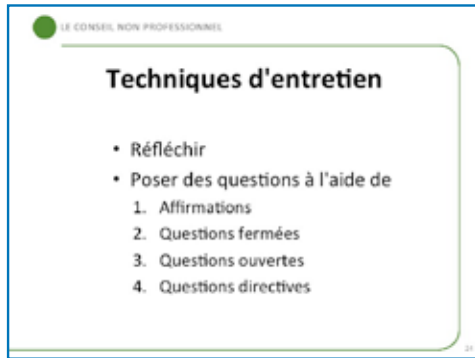 LE CONSEIL NON PROFESSIONNEL
Techniques d'entretien
• Réfléchir
• Poser des questions à l'aide de
1. Affirmations
2. Questions fermées
3. Questions ouvertes
4. Questions directives